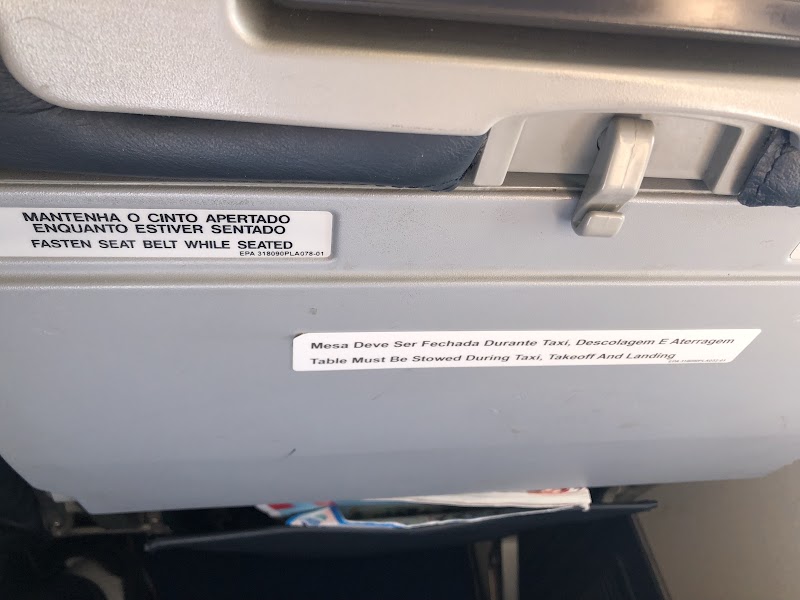 MANTENHA O CINTO APERTADO
ENQUANTO ESTIVER SENTADO
FASTEN SEAT BELT WHILE SEATED
EPA 318090PLA078-01
Mesa Deve Ser Fechada Durante Taxi, Descolagem E Aterragem
Table Must Be Stowed During Taxi, Takeoff And Landing